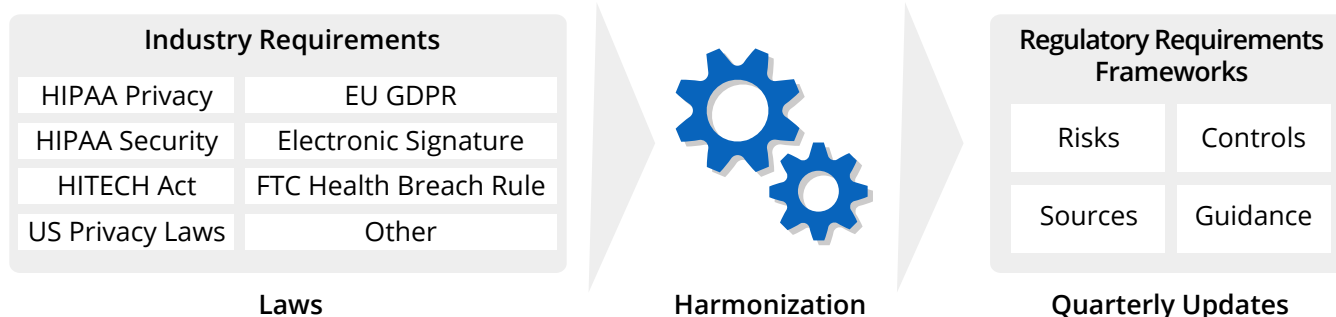 Industry Requirements
HIPAA Privacy
EU GDPR
HIPAA Security
Electronic Signature
HITECH Act
FTC Health Breach Rule
US Privacy Laws
Other
Laws
Harmonization
Regulatory Requirements
Frameworks
Risks
Controls
Sources
Guidance
Quarterly Updates